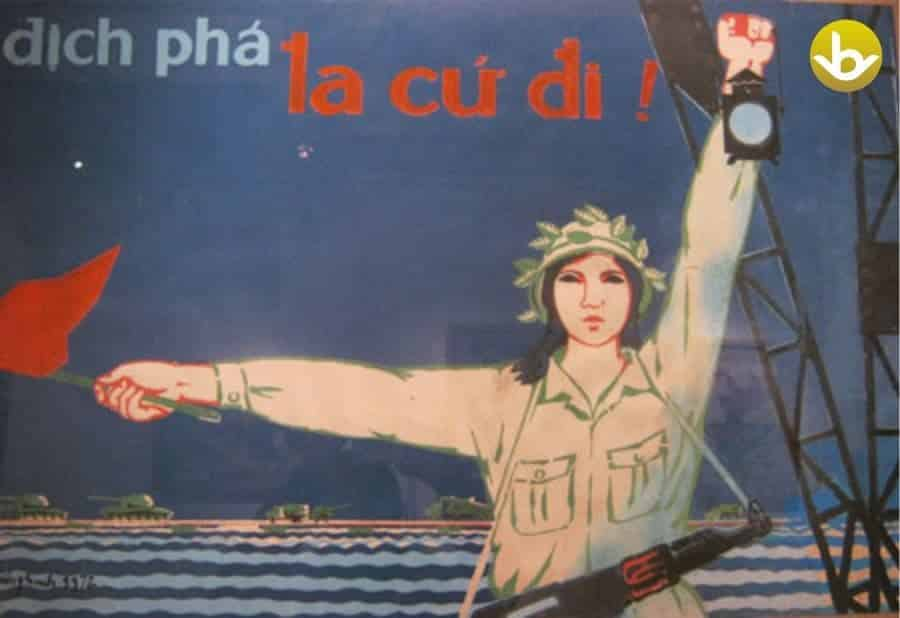 địch phá
ta cứ đi !